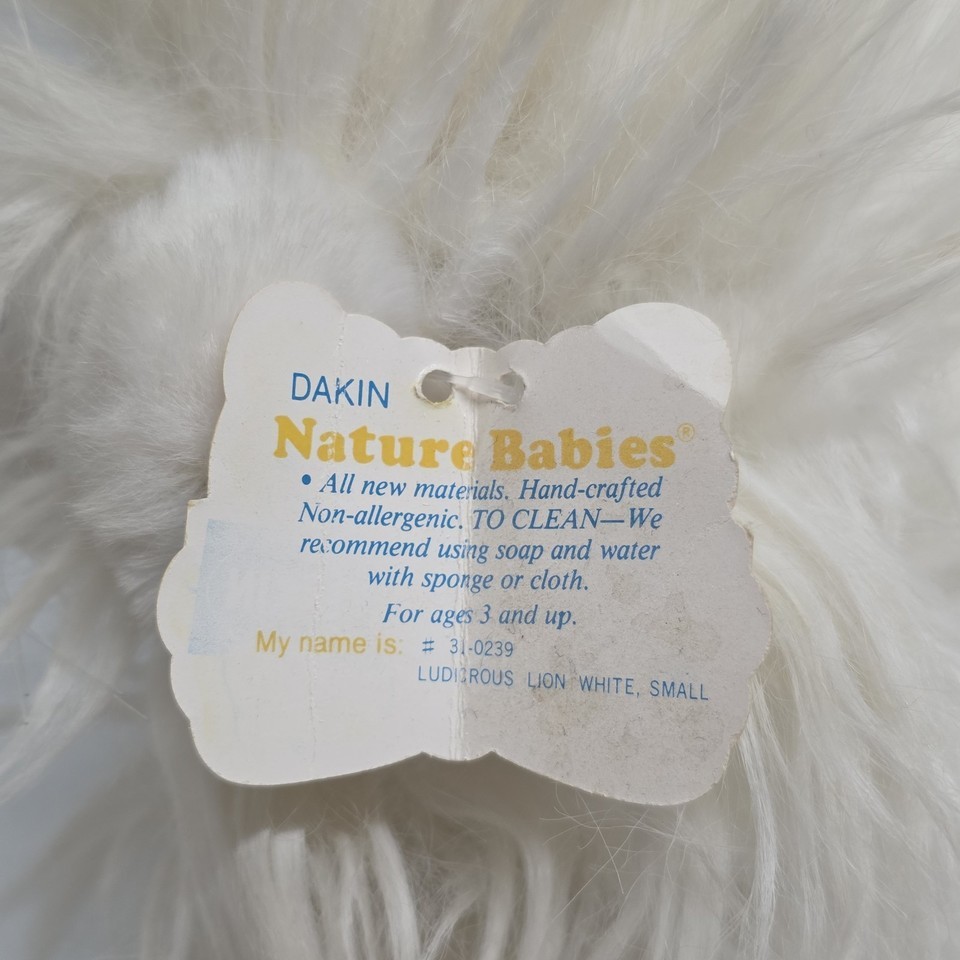 DAKIN
Nature Babies®
• All new materials. Hand-crafted
Non-allergenic. TO CLEAN—We
recommend using soap and water
with sponge or cloth.
For ages 3 and up.
My name is: # 31-0239
LUDICROUS LION WHITE, SMALL